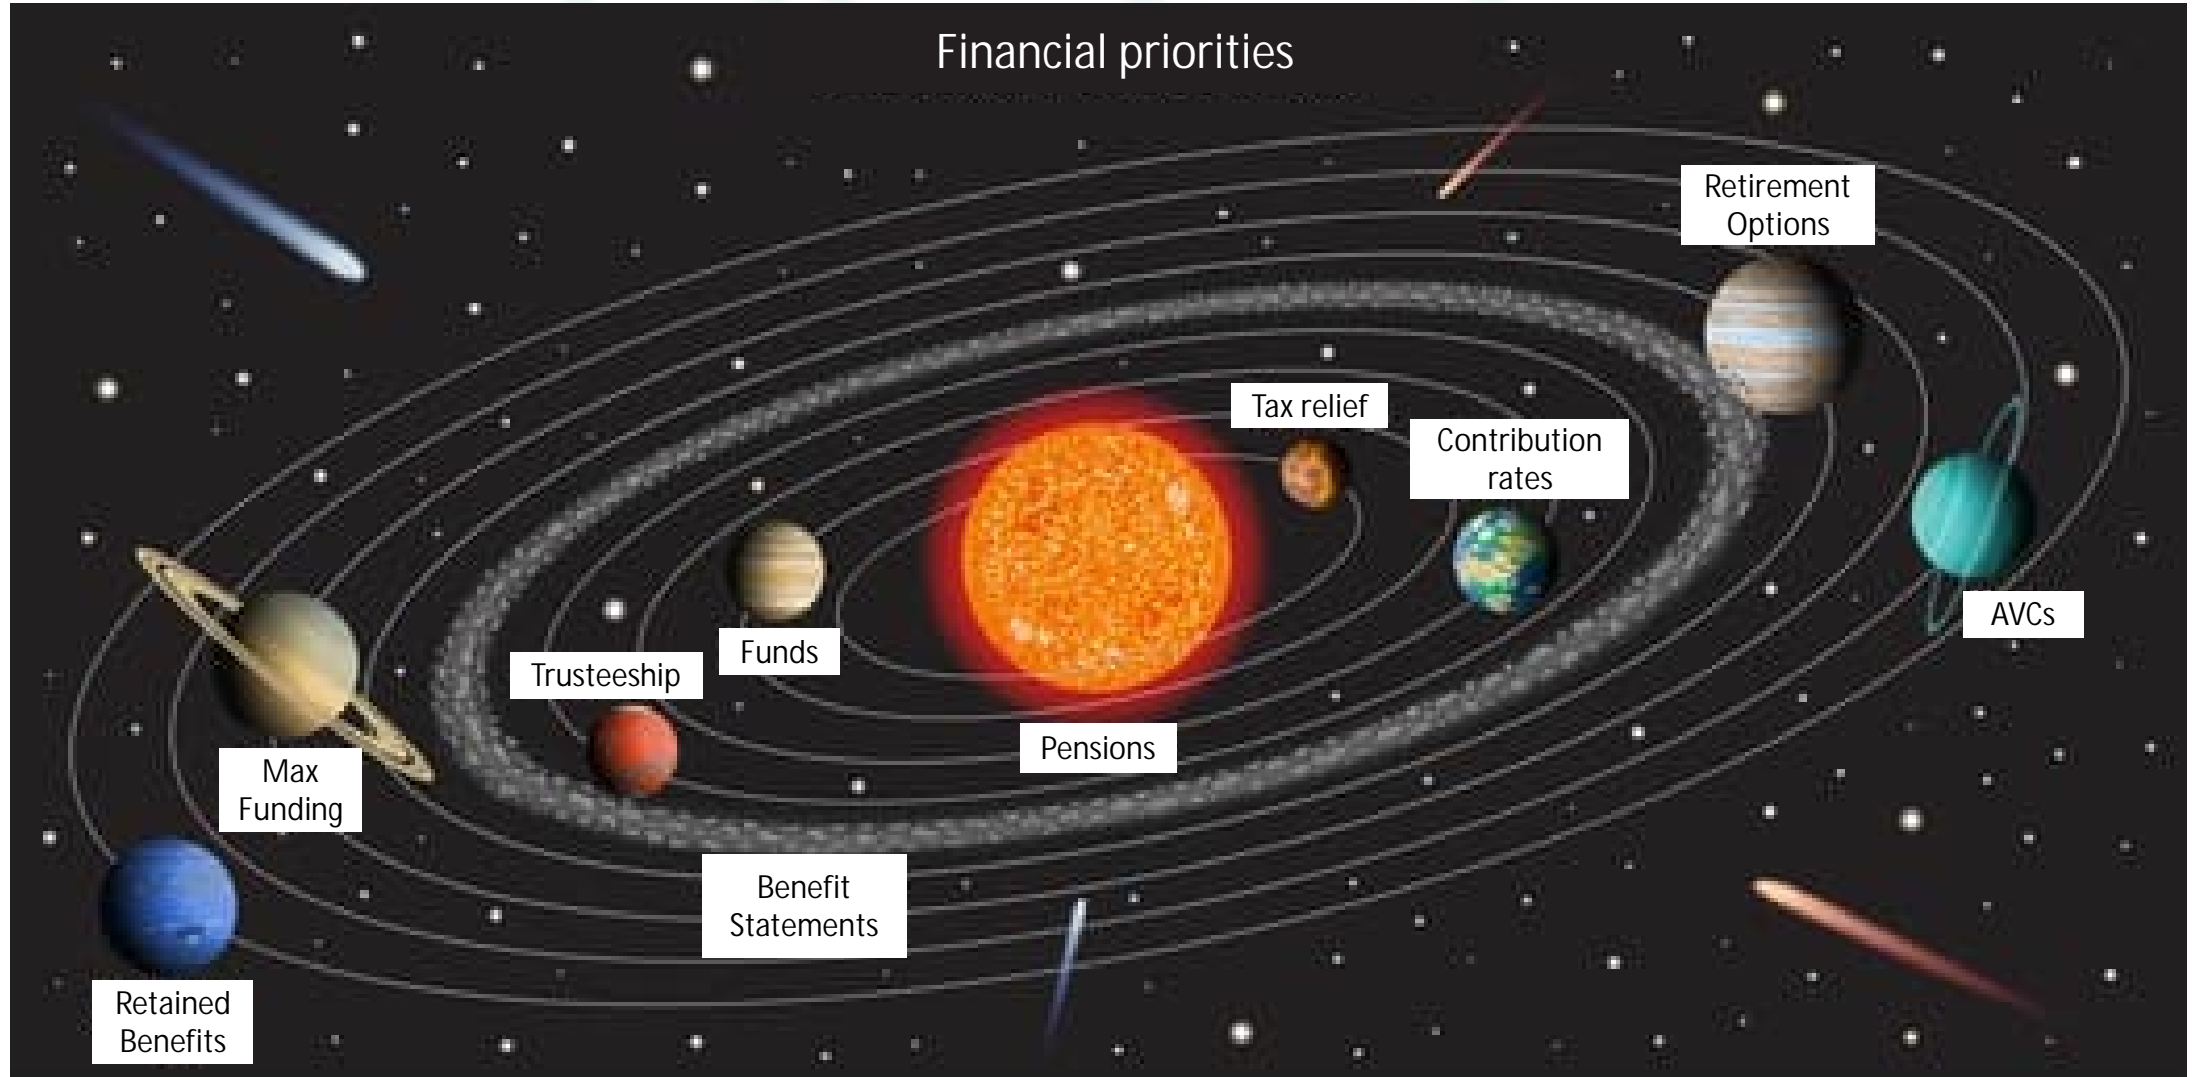 Financial priorities
Retirement
Options
Tax relief
Contribution
rates
AVCs
Funds
Trusteeship
Pensions
Max
Funding
Benefit
Statements
Retained
Benefits